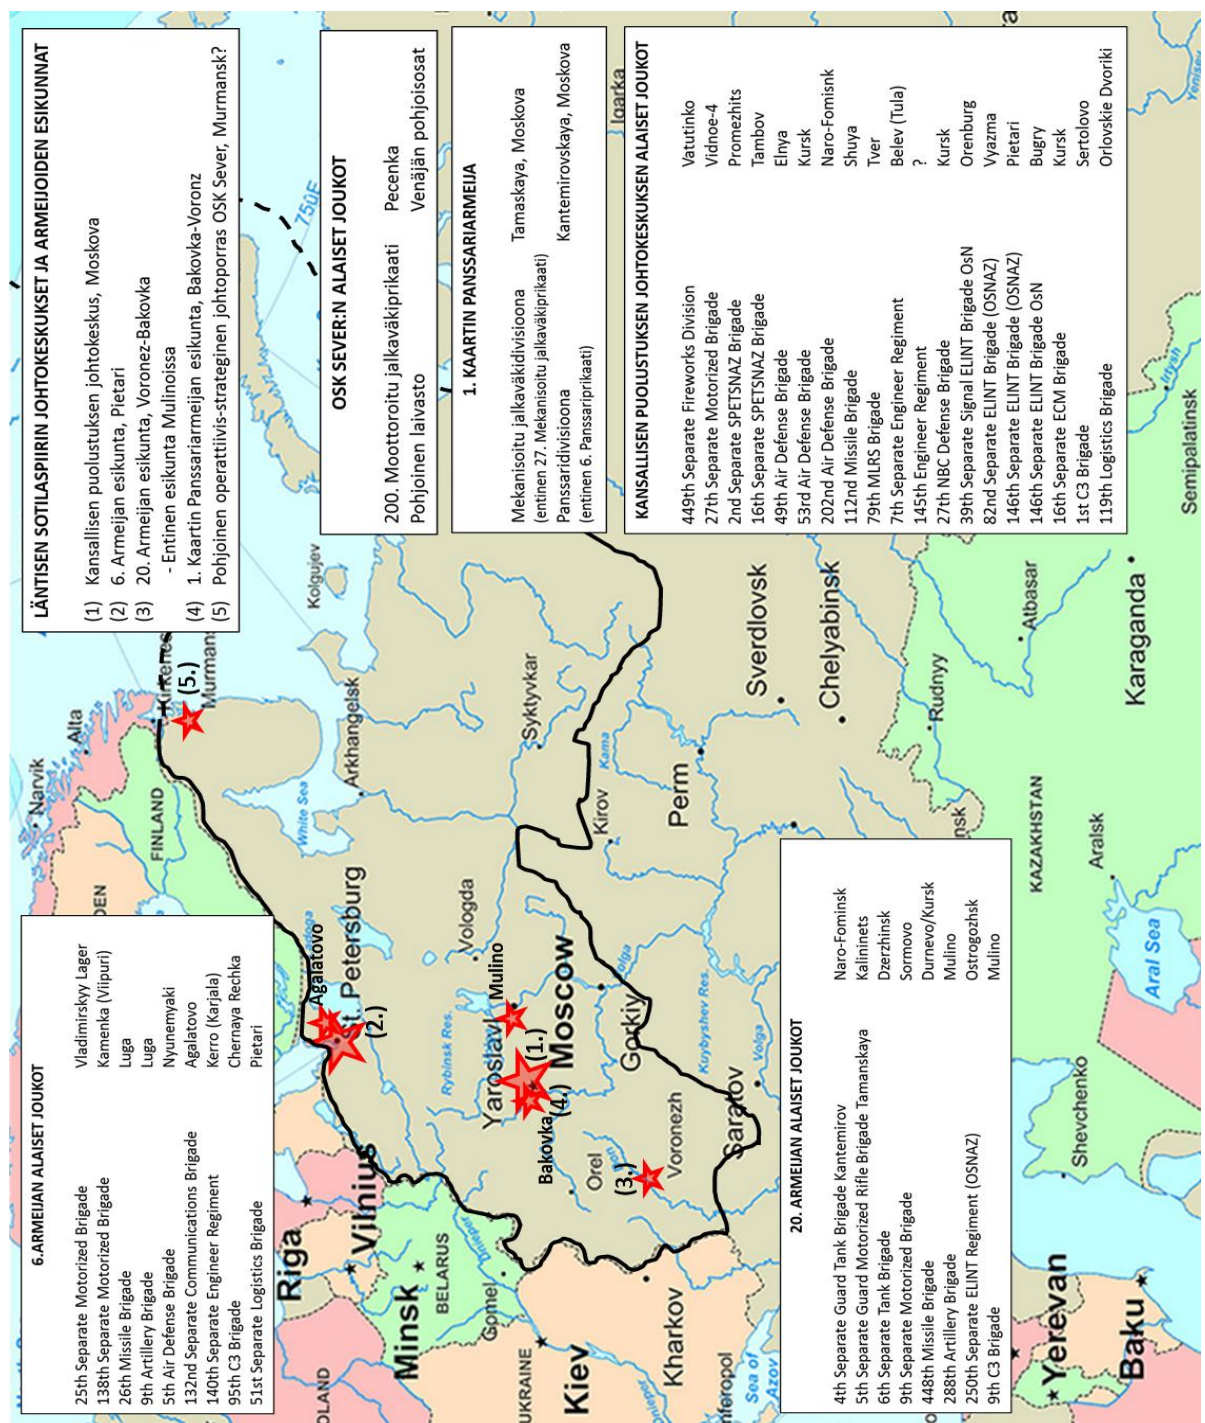 LÄNTISEN SOTILASPIIRIN JOHTOKESKUKSET JA ARMEIJOIDEN ESIKUNNAT
(1) Kansallisen puolustuksen johtokeskus, Moskova
(2) 6. Armeijan esikunta, Pietari
(3) 20. Armeijan esikunta, Voronez-Bakovka
- Entinen esikunta Mulinoissa
(4) 1. Kaartin Panssariarmeijan esikunta, Bakovka-Voronz
(5) Pohjoinen operattiivis-strateginen johtoporras OSK Sever, Murmansk?
OSK SEVER:N ALAISET JOUKOT
200. Moottoroitu jalkaväkiprikaati Pecenka
Pohjoinen laivasto Venäjän pohjoisosat
1. KAARTIN PANSSARIARMEIJA
Mekanisoitu jalkaväkidivisioona Tamaskaya, Moskova
(entinen 27. Mekanisoitu jalkaväkiprikaati)
Panssaridivisioona Kantemirovskaya, Moskova
(entinen 6. Panssariprikaati)
KANSALLISEN PUOLUSTUKSEN JOHTOKESKUKSEN ALAISET JOUKOT
449th Separate Fireworks Division Vatutinko
27th Separate Motorized Brigade Vidnoe-4
2nd Separate SPETSNAZ Brigade Promezhits
16th Separate SPETSNAZ Brigade Tambov
49th Air Defense Brigade Elnya
53rd Air Defense Brigade Kursk
202nd Air Defense Brigade Naro-Fomisnk
112nd Missile Brigade Shuya
79th MLRS Brigade Tver
7th Separate Engineer Regiment Belev (Tula)
145th Engineer Regiment ?
27th NBC Defense Brigade Kursk
39th Separate Signal ELINT Brigade OsN Orenburg
82nd Separate ELINT Brigade (OSNAZ) Vyazma
146th Separate ELINT Brigade (OSNAZ) Pietari
146th Separate ELINT Brigade OsN Bugry
16th Separate ECM Brigade Kursk
1st C3 Brigade Sertolovo
119th Logistics Brigade Orlovskie Dvoriki
6.ARMEIJAN ALAISET JOUKOT
25th Separate Motorized Brigade Vladimirskyy Lager
138th Separate Motorized Brigade Kamenka (Viipuri)
26th Missile Brigade Luga
9th Artillery Brigade Luga
5th Air Defense Brigade Nyunemyaki
132nd Separate Communications Brigade Agalatovo
140th Separate Engineer Regiment Kerro (Karjala)
95th C3 Brigade Chernaya Rechka
51st Separate Logistics Brigade Pietari
20. ARMEIJAN ALAISET JOUKOT
4th Separate Guard Tank Brigade Kantemirov Naro-Fominsk
5th Separate Guard Motorized Rifle Brigade Tamanskaya Kalininets
6th Separate Tank Brigade Dzerzhinsk
9th Separate Motorized Brigade Sormovo
448th Missile Brigade Durnevo/Kursk
288th Artillery Brigade Mulino
250th Separate ELINT Regiment (OSNAZ) Ostrogozhsk
9th C3 Brigade Mulino
Narvik
Alta
Kirkenes
Murmans
(5.)
FINLAND
DEN
White Sea
Arkhangelsk
Kolgujev
Syktyvkar
750E
Igarka
Yenisey
Agalatovo
St. Petersburg
(2.)
Vologda
Rybinsk Res.
Yaroslavl
Mulino
(1.)
Moscow
(4.)
Bakovka
Volga
Gorkiy
Kirov
Kama
Perm
Sverdlovsk
Chelyabinsk
Kuybyshev Res.
Volga
Saratov
Voronezh
(3.)
Don
Orel
Riga
Vilnius
Minsk
BELARUS
Dnieper
Gomel
UKRAINE
Kiev
Kharkov
Dnieper
Sea of
Azov
OLAND
Rudnyy
Atbasar
Karaganda
Irtysh
Semipalatinsk
nsk
KAZAKHSTAN
Aralsk
Aral Sea
Shevchenko
Yerevan
Baku